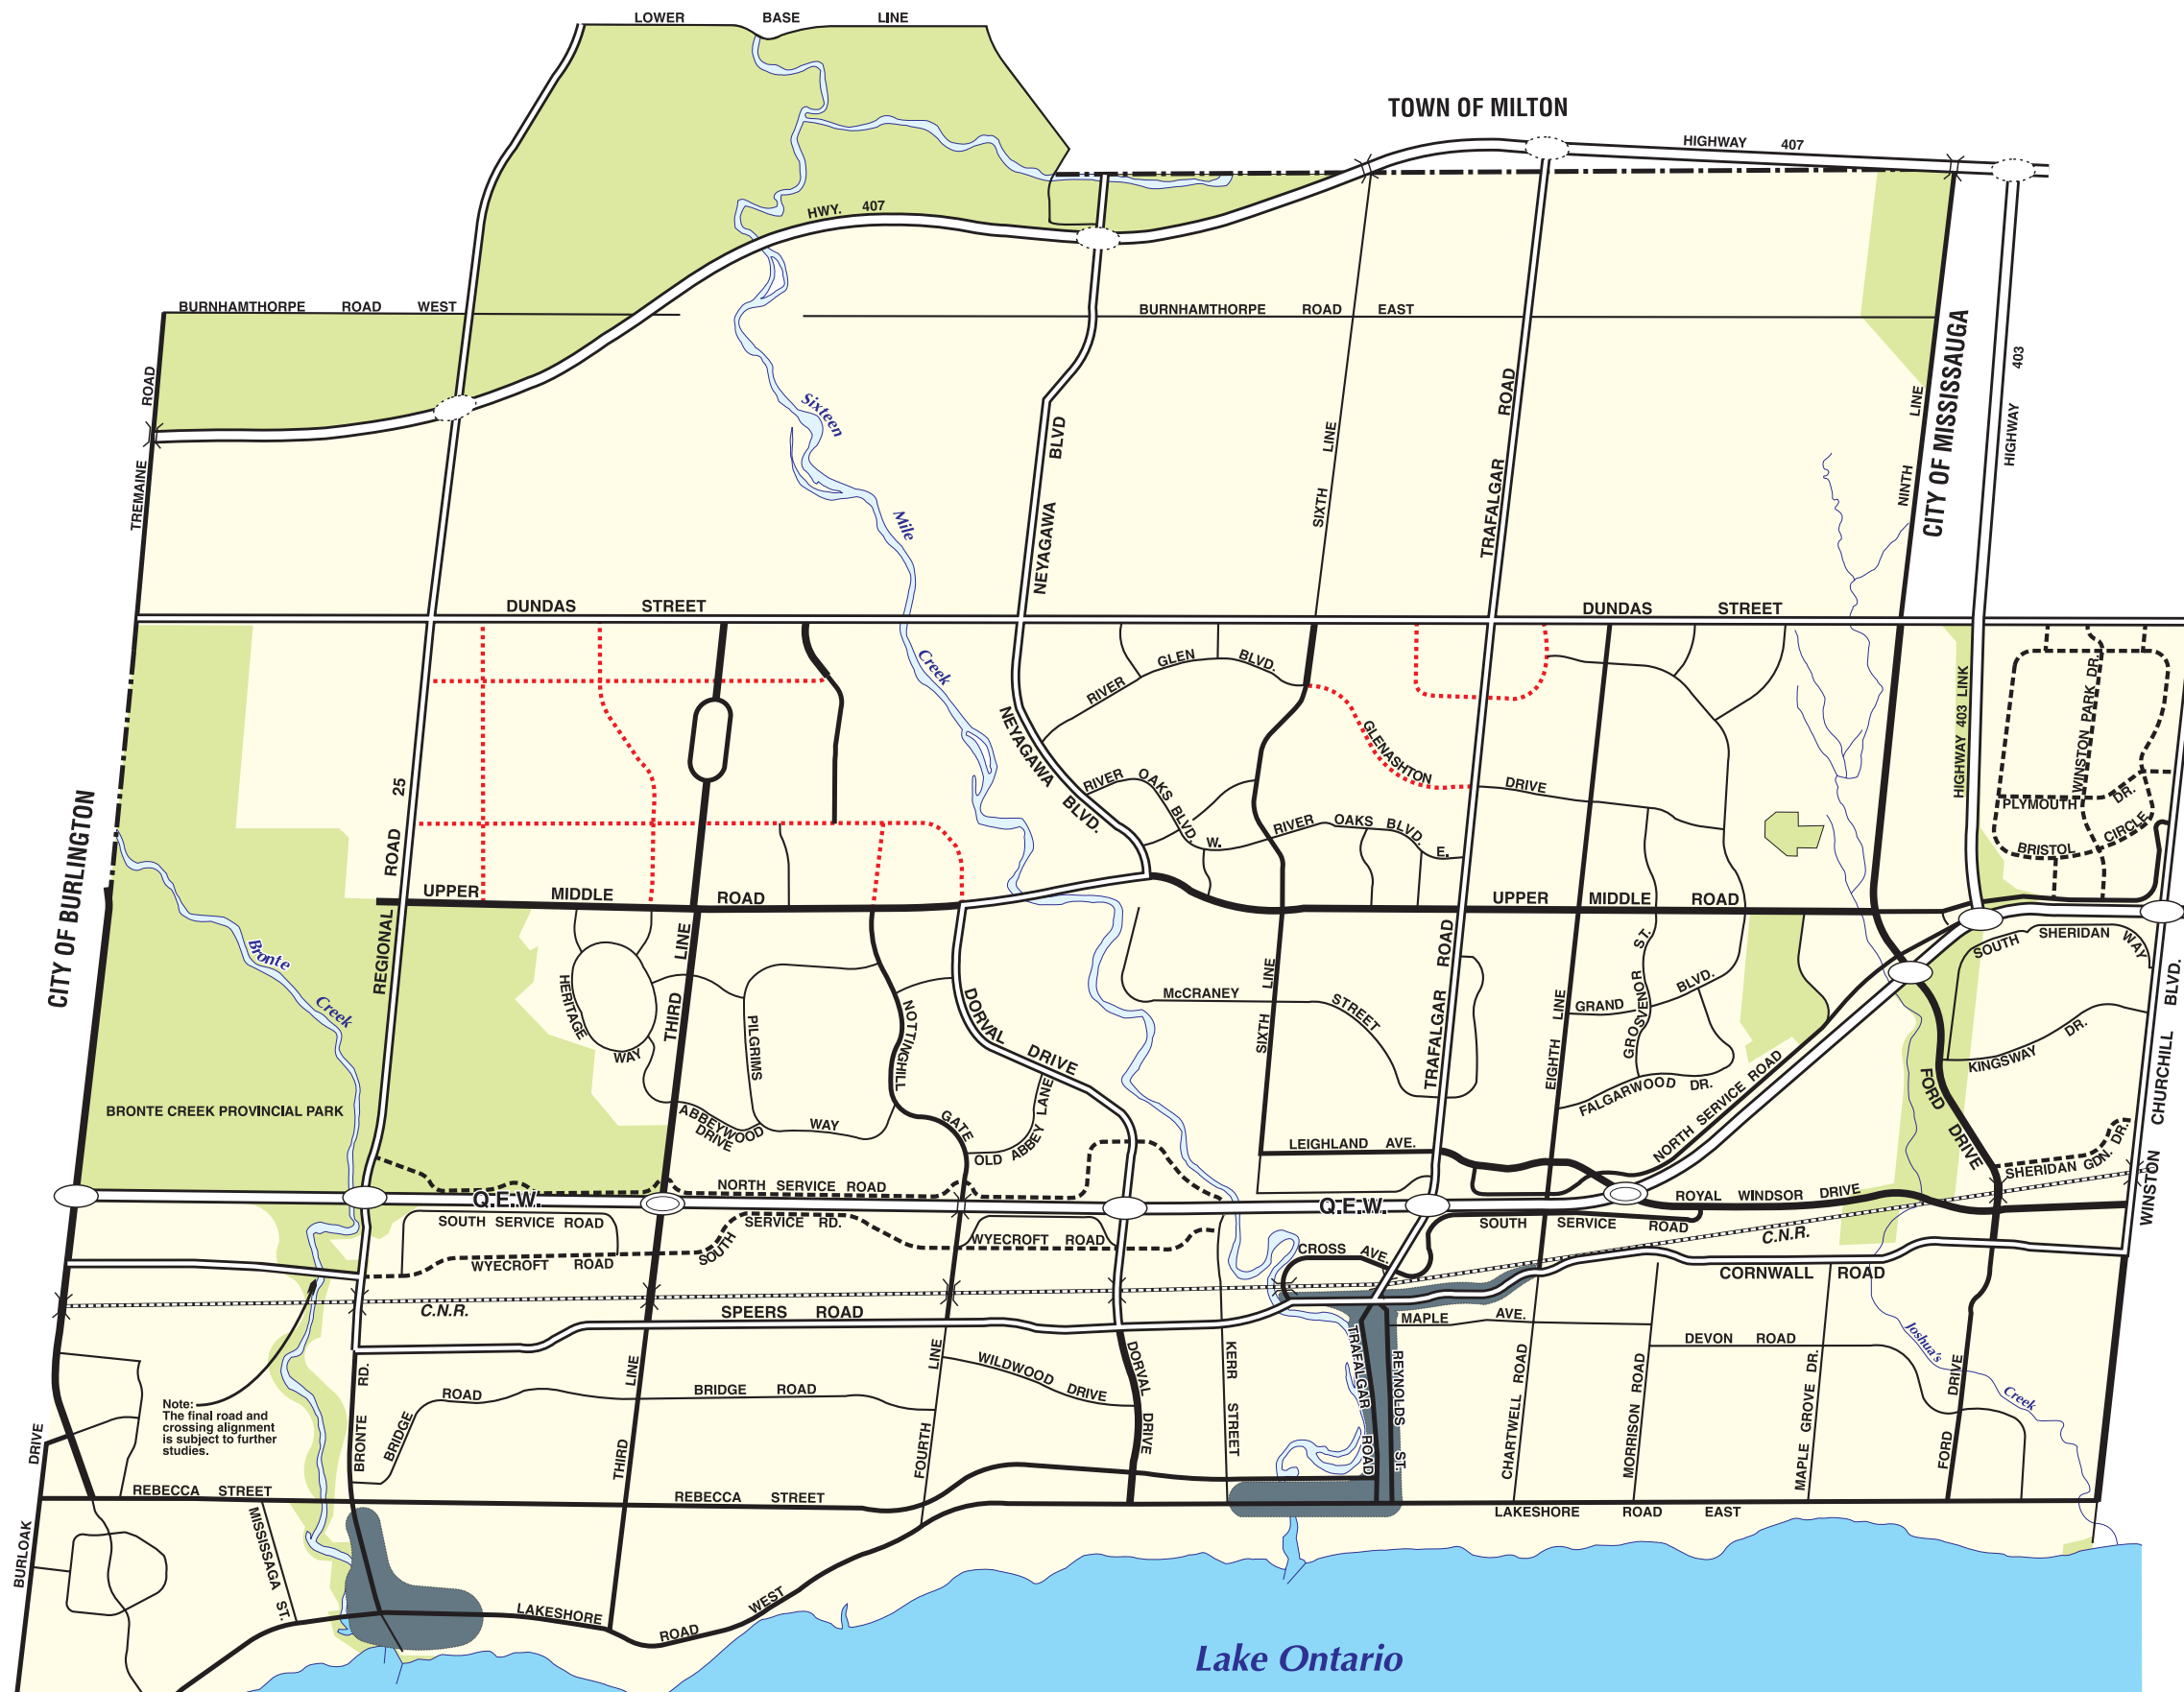 LOWER BASE LINE
TOWN OF MILTON
HIGHWAY 407
HWY. 407
BURNHAMTHORPE ROAD WEST
BURNHAMTHORPE ROAD EAST
TREMAINE ROAD
Sixteen
Mile
Creek
NEYAGAWA BLVD
SIXTH LINE
TRAFALGAR ROAD
NINTH LINE
CITY OF MISSISSAUGA
HIGHWAY 403
DUNDAS STREET
DUNDAS STREET
RIVER GLEN BLVD.
NEYAGAWA BLVD.
RIVER OAKS BLVD. W.
RIVER OAKS BLVD. E.
GLENASHTON DRIVE
HIGHWAY 403 LINK
WINSTON PARK DR.
PLYMOUTH DR.
BRISTOL CIRCLE
CITY OF BURLINGTON
REGIONAL ROAD 25
UPPER MIDDLE ROAD
UPPER MIDDLE ROAD
Bronte
Creek
BRONTE CREEK PROVINCIAL PARK
HERITAGE WAY
THIRD LINE
PILGRIMS WAY
ABBEYWOOD DRIVE
NOTTINGHILL GATE
OLD ABBEY LANE
DORVAL DRIVE
McCRANEY STREET
SIXTH LINE
TRAFALGAR ROAD
EIGHTH LINE
GRAND BLVD.
GROSVENOR ST.
FALGARWOOD DR.
LEIGHLAND AVE.
NORTH SERVICE ROAD
SOUTH SHERIDAN WAY
KINGSWAY DR.
FORD DRIVE
SHERIDAN GDN. DR.
WINSTON CHURCHILL BLVD.
NORTH SERVICE ROAD
Q.E.W.
Q.E.W.
SOUTH SERVICE ROAD
SOUTH SERVICE RD.
WYECROFT ROAD
WYECROFT ROAD
ROYAL WINDSOR DRIVE
SOUTH SERVICE ROAD
CROSS AVE.
C.N.R.
C.N.R.
CORNWALL ROAD
SPEERS ROAD
MAPLE AVE.
DEVON ROAD
Joshua's
Creek
Note:
The final road and
crossing alignment
is subject to further
studies.
BRONTE RD.
BRIDGE ROAD
BRIDGE ROAD
THIRD LINE
FOURTH LINE
WILDWOOD DRIVE
DORVAL DRIVE
KERR STREET
TRAFALGAR ROAD
REYNOLDS ST.
CHARTWELL ROAD
MORRISON ROAD
MAPLE GROVE DR.
FORD DRIVE
BURLOAK DRIVE
REBECCA STREET
REBECCA STREET
MISSISSAGA ST.
LAKESHORE ROAD WEST
LAKESHORE ROAD EAST
Lake Ontario